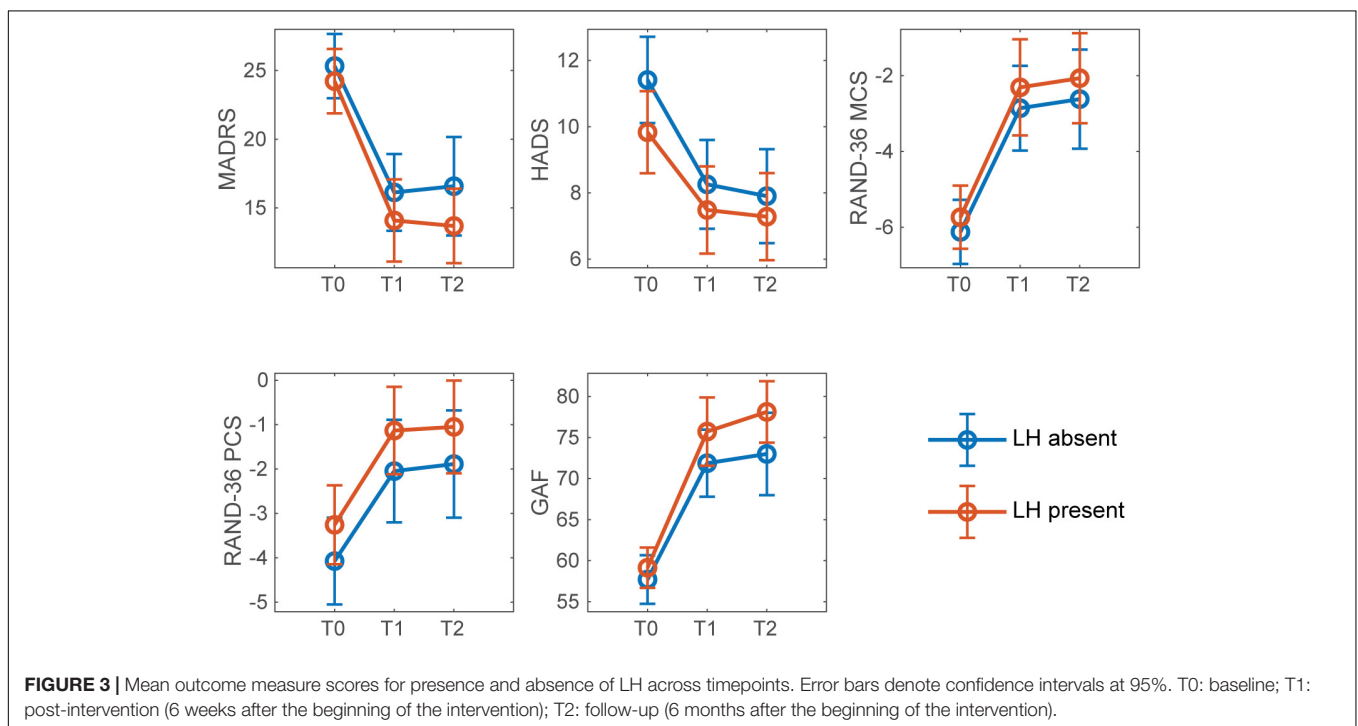 MADRS
25
20
15
T0 T1 T2
HADS
12
10
8
6
T0 T1 T2
RAND-36 MCS
-2
-4
-6
T0 T1 T2
RAND-36 PCS
0
-1
-2
-3
-4
-5
T0 T1 T2
GAF
80
75
70
65
60
55
T0 T1 T2
LH absent
LH present
FIGURE 3 | Mean outcome measure scores for presence and absence of LH across timepoints. Error bars denote confidence intervals at 95%. T0: baseline; T1:
post-intervention (6 weeks after the beginning of the intervention); T2: follow-up (6 months after the beginning of the intervention).